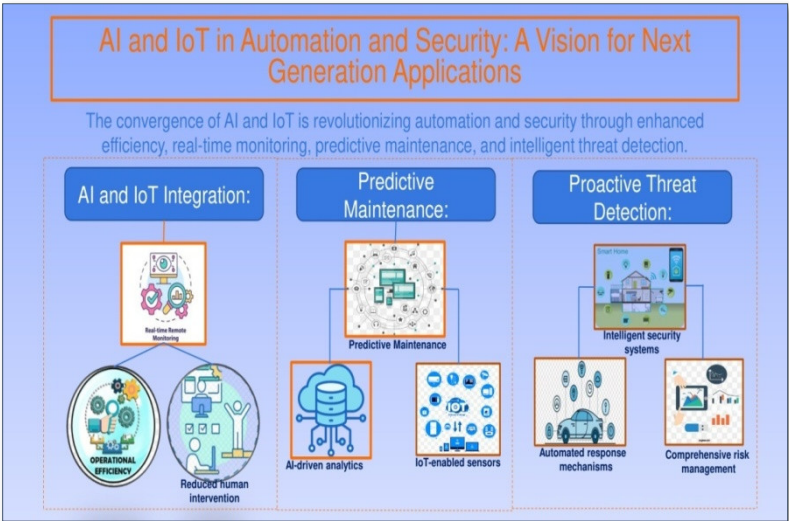 AI and IoT in Automation and Security: A Vision for Next
Generation Applications
The convergence of AI and IoT is revolutionizing automation and security through enhanced
efficiency, real-time monitoring, predictive maintenance, and intelligent threat detection.
AI and IoT Integration:
Real-time Remote
Monitoring
OPERATIONAL
EFFICIENCY
Reduced human
intervention
Predictive
Maintenance:
Predictive Maintenance
AI-driven analytics
IoT
IoT-enabled sensors
Proactive Threat
Detection:
Smart Home
Intelligent security
systems
Automated response
mechanisms
Comprehensive risk
management